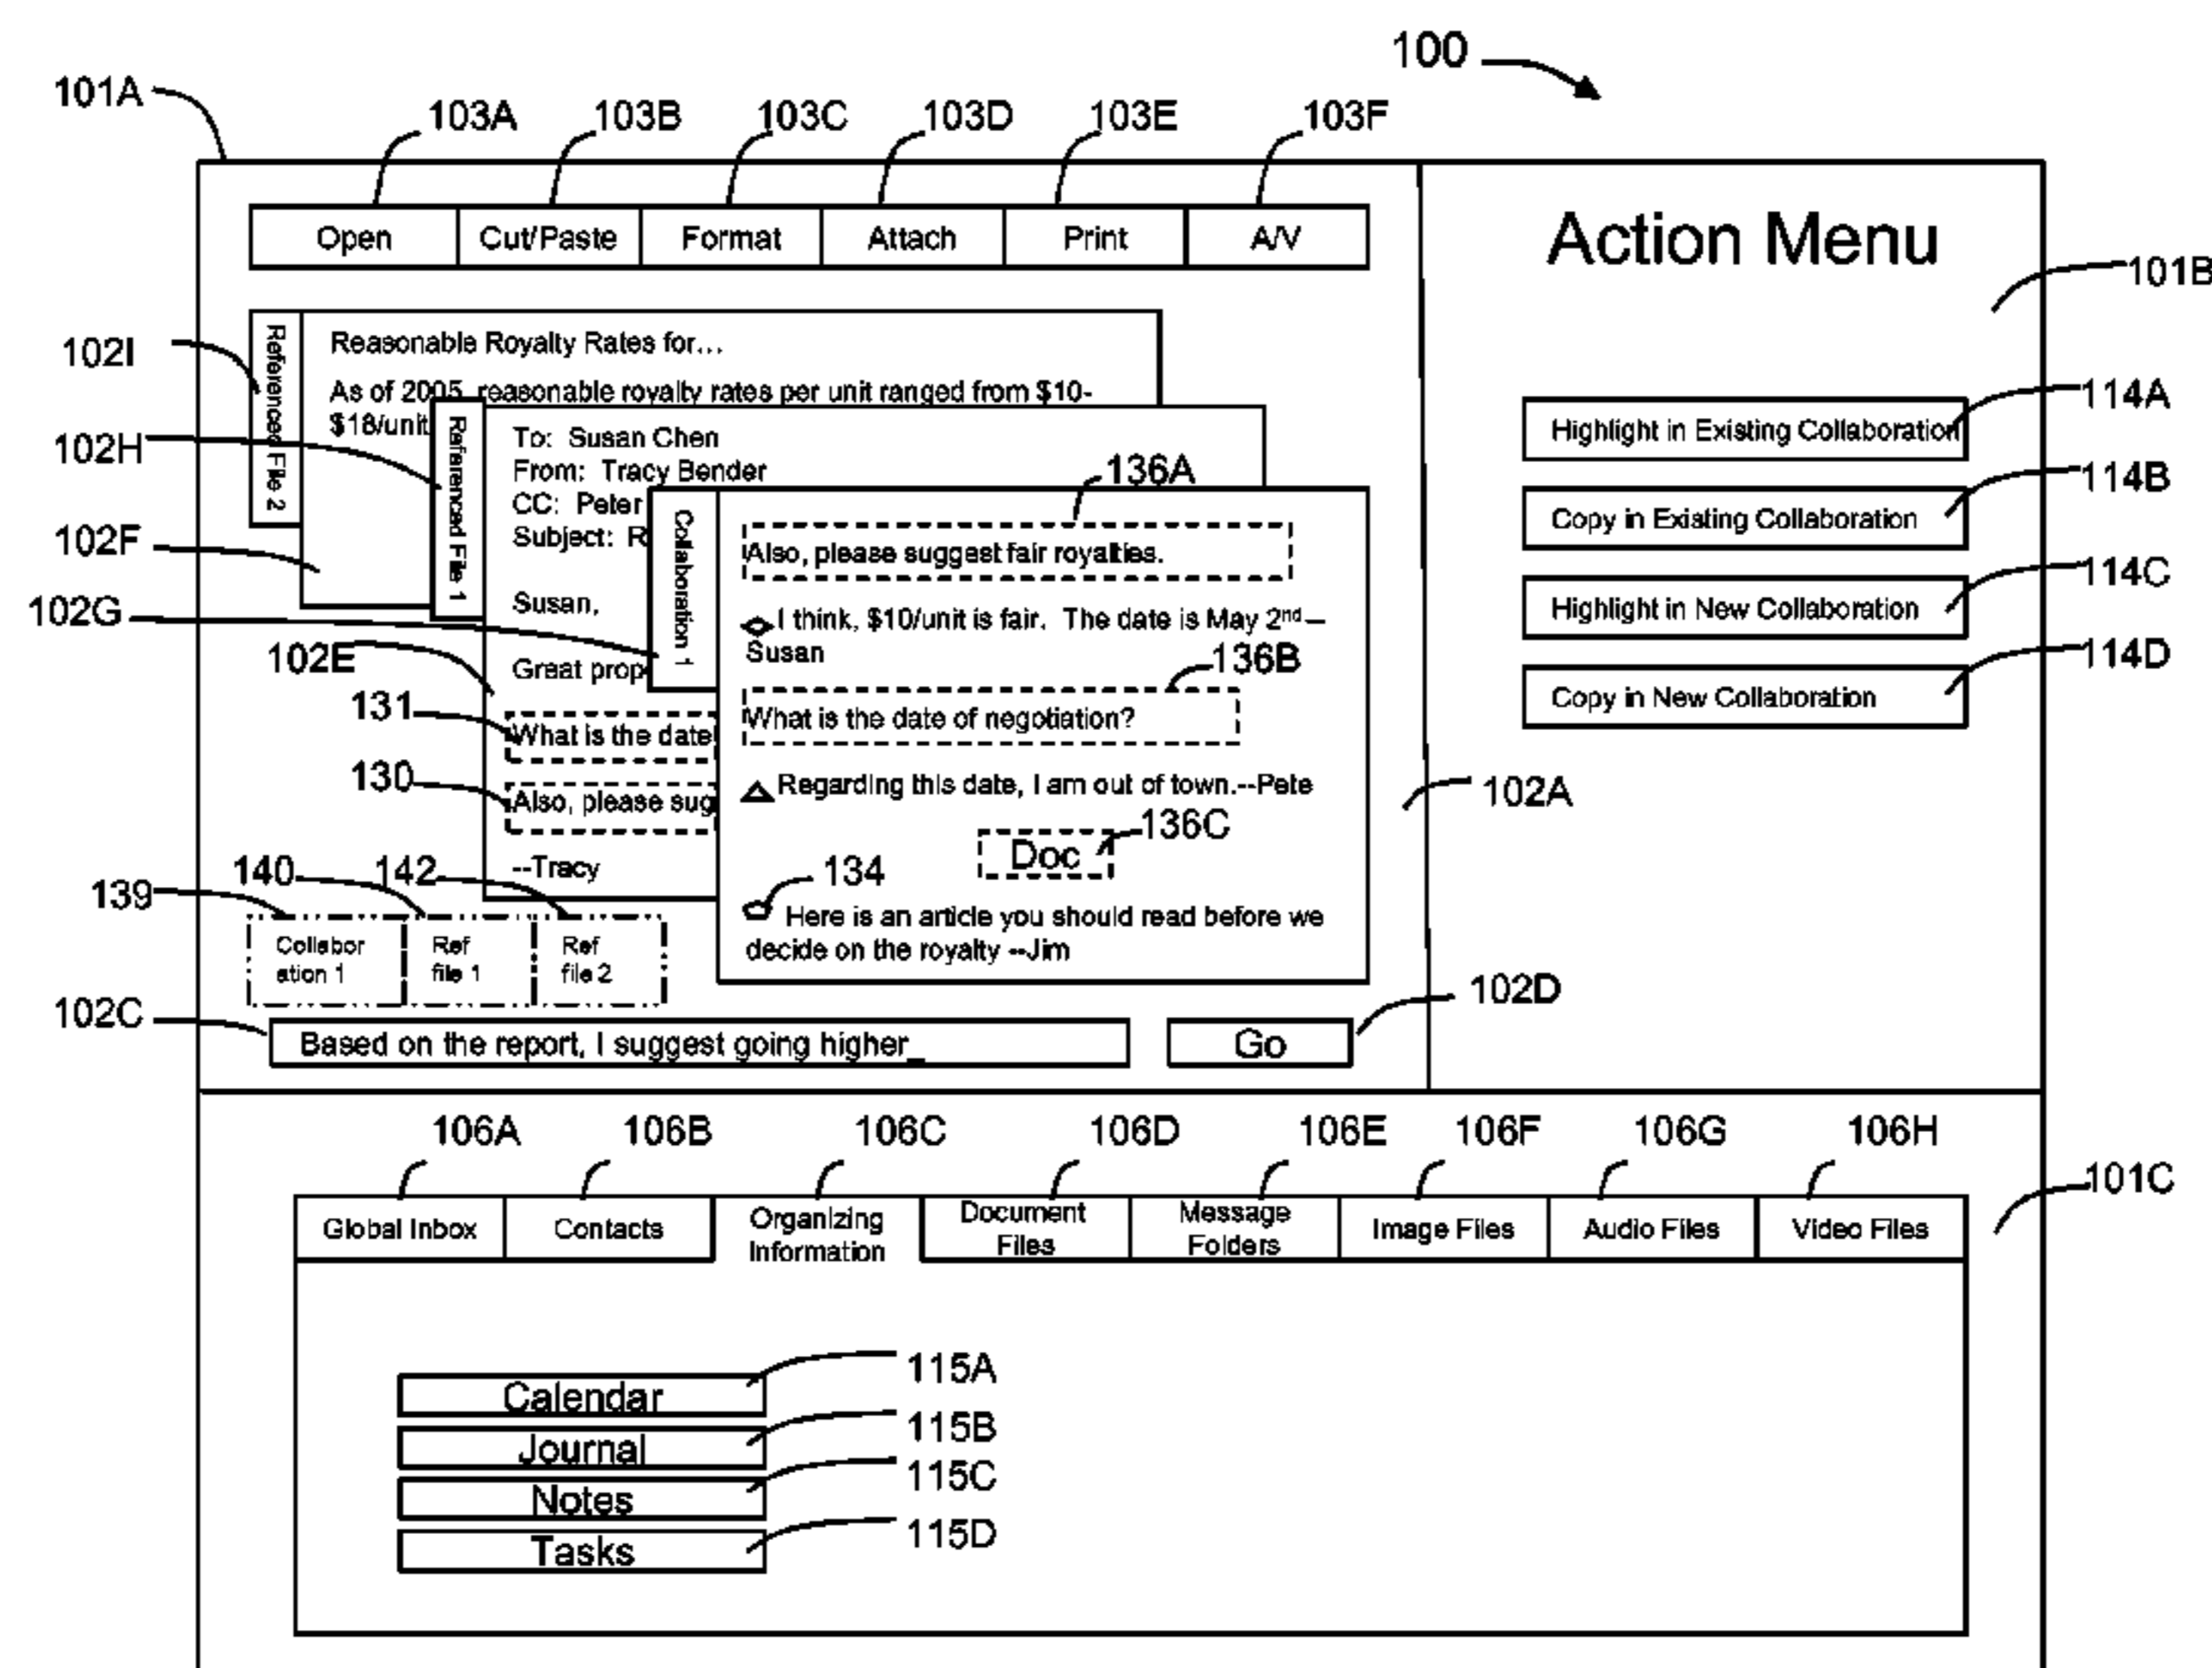 100
101A
103A 103B 103C 103D 103E 103F
Open Cut/Paste Format Attach Print A/V
Action Menu
101B
102I
Referenced File 2
Reasonable Royalty Rates for...
As of 2005, reasonable royalty rates per unit ranged from $10-
$18/unit
102H
Referenced File 1
To: Susan Chen
From: Tracy Bender
CC: Peter
Subject: R
102F
Susan,
102G
Great prop
102E
131
What is the date
130
Also, please sug
--Tracy
Collaboration 1
136A
Also, please suggest fair royalties.
I think, $10/unit is fair. The date is May 2nd –
Susan
136B
What is the date of negotiation?
Regarding this date, I am out of town.--Pete
136C
Doc
134
Here is an article you should read before we
decide on the royalty --Jim
102A
114A
Highlight in Existing Collaboration
114B
Copy in Existing Collaboration
114C
Highlight in New Collaboration
114D
Copy in New Collaboration
139 140 142
Collabor
ation 1
Ref
file 1
Ref
file 2
102C
Based on the report, I suggest going higher_
Go
102D
106A 106B 106C 106D 106E 106F 106G 106H
101C
Global Inbox
Contacts
Organizing
Information
Document
Files
Message
Folders
Image Files
Audio Files
Video Files
Calendar 115A
Journal 115B
Notes 115C
Tasks 115D